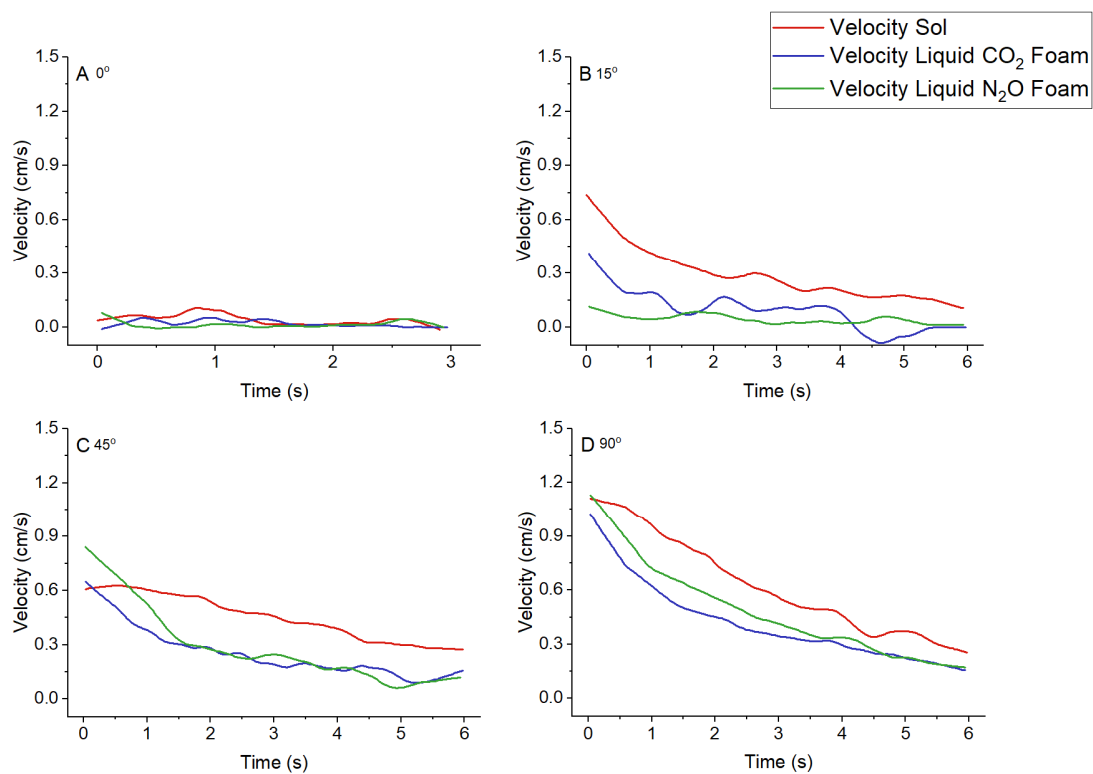 Velocity Sol
Velocity Liquid CO₂ Foam
Velocity Liquid N₂O Foam
A 0º
1.5
1.2
0.9
0.6
0.3
0.0
Velocity (cm/s)
0 1 2 3
Time (s)
B 15º
1.5
1.2
0.9
0.6
0.3
0.0
Velocity (cm/s)
0 1 2 3 4 5 6
Time (s)
C 45º
1.5
1.2
0.9
0.6
0.3
0.0
Velocity (cm/s)
0 1 2 3 4 5 6
Time (s)
D 90º
1.5
1.2
0.9
0.6
0.3
0.0
Velocity (cm/s)
0 1 2 3 4 5 6
Time (s)